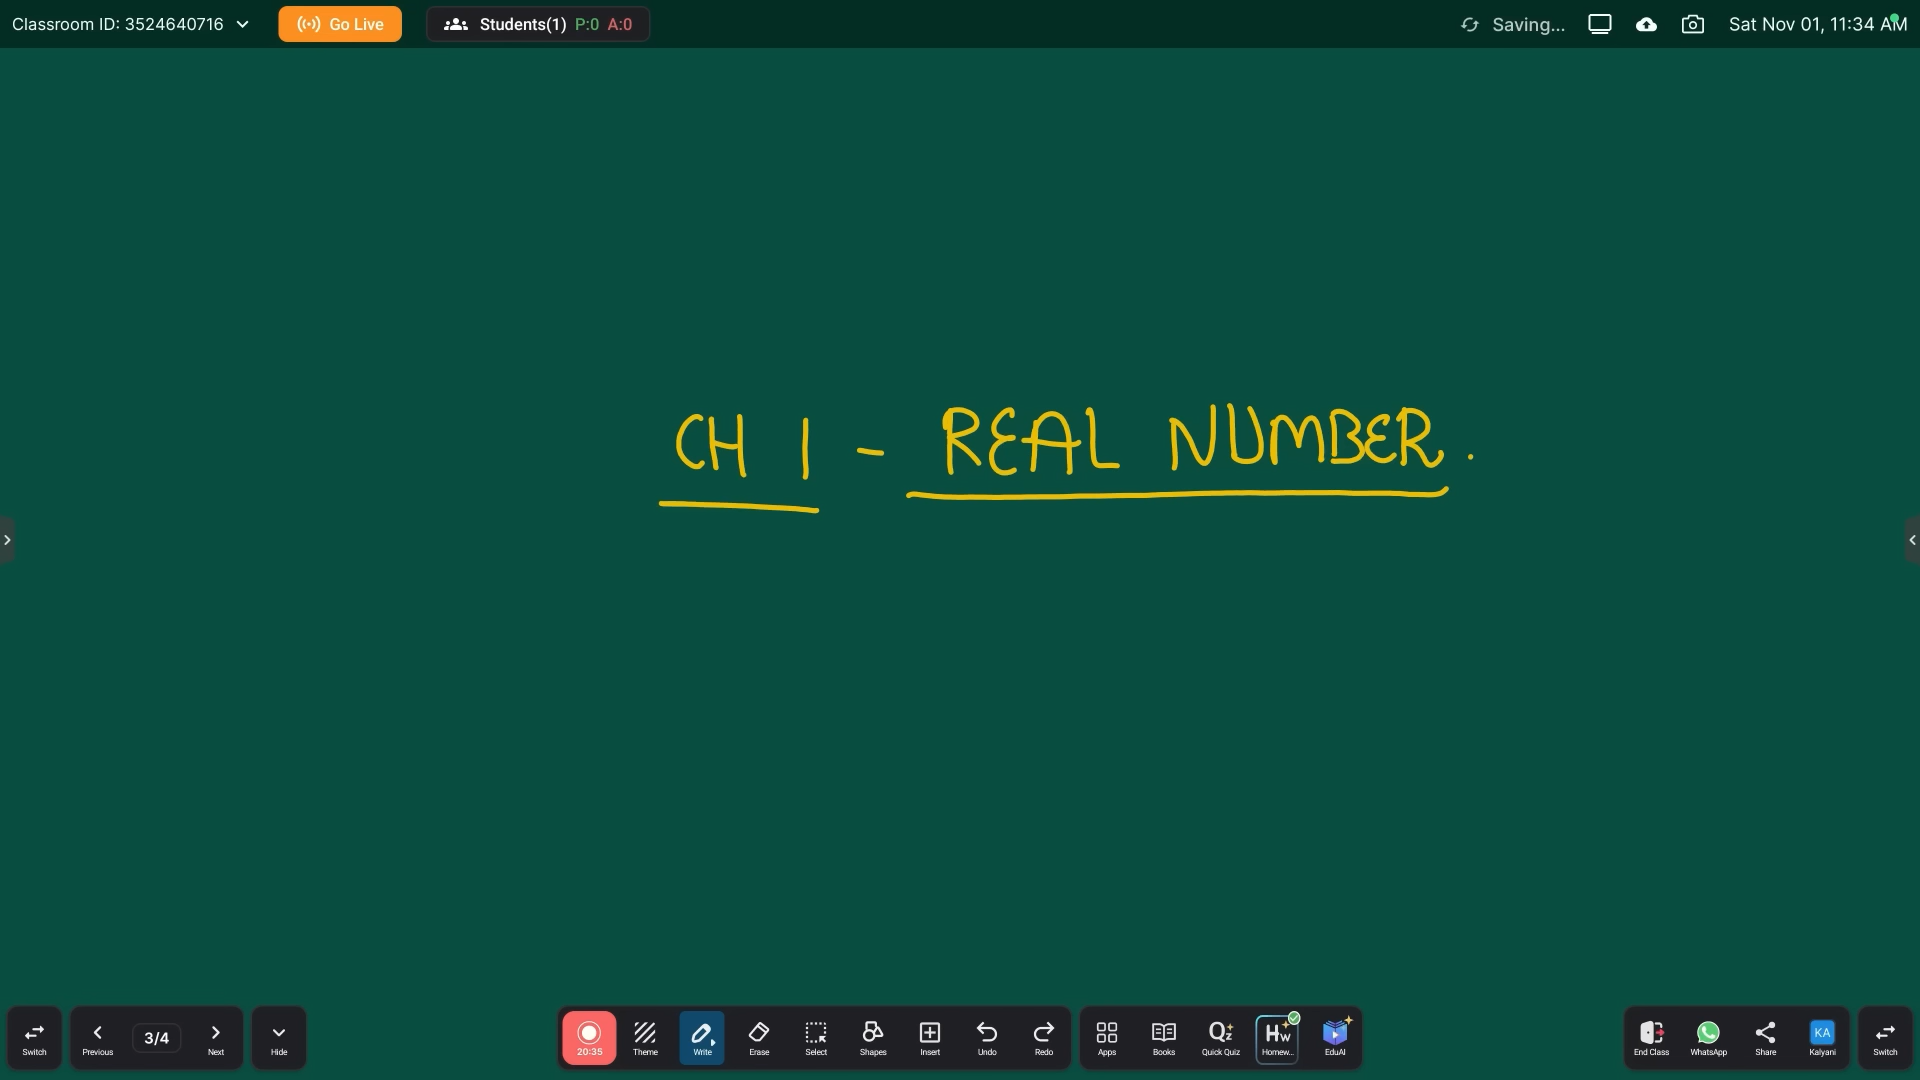 Classroom ID: 3524640716 Go Live Students(1) P:0 A:0 Saving... Sat Nov 01, 11:34 AM
CH 1 - REAL NUMBER.
Switch Previous 3/4 Next Hide 20:35 Theme Write Erase Select Shapes Insert Undo Redo Apps Books Qz Quick Quiz Hw Homew... EduAI End Class WhatsApp Share KA Kalyani Switch